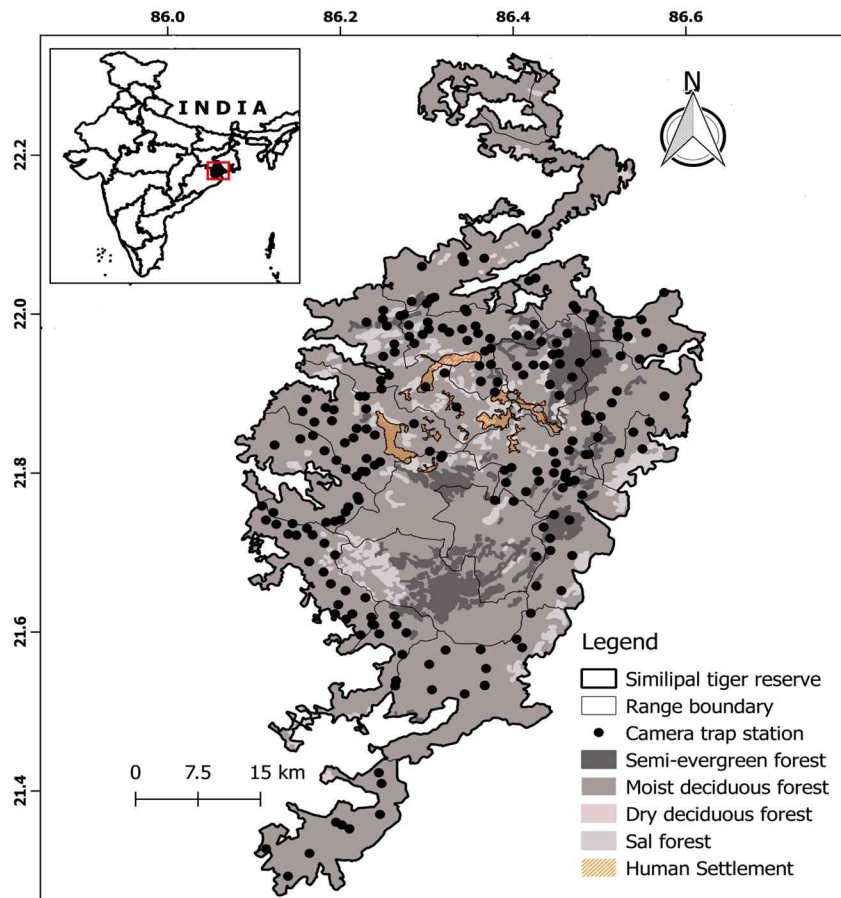 86.0 86.2 86.4 86.6
INDIA
N
22.2
22.0
21.8
21.6
21.4
0 7.5 15 km
Legend
Similipal tiger reserve
Range boundary
Camera trap station
Semi-evergreen forest
Moist deciduous forest
Dry deciduous forest
Sal forest
Human Settlement